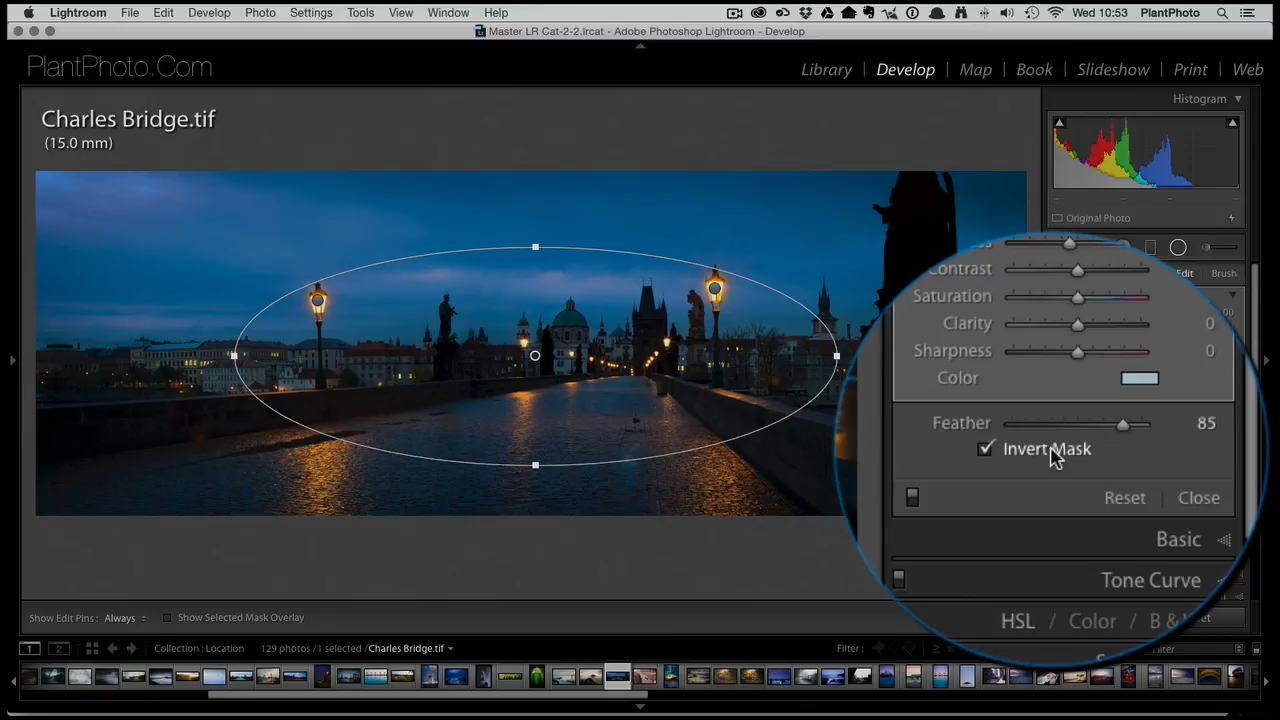 Lightroom File Edit Develop Photo Settings Tools View Window Help Wed 10:53 PlantPhoto
Master LR Cat-2-2.lrcat - Adobe Photoshop Lightroom - Develop
PlantPhoto.Com
Library | Develop | Map | Book | Slideshow | Print | Web
Histogram
Charles Bridge.tif
(15.0 mm)
Original Photo
Edit Brush
Contrast
Saturation
Clarity 0
Sharpness 0
Color
Feather 85
Invert Mask
Reset | Close
Basic
Tone Curve
HSL / Color / B &
Show Edit Pins: Always Show Selected Mask Overlay
1 2 Collection: Location 129 photos / 1 selected / Charles Bridge.tif Filter: